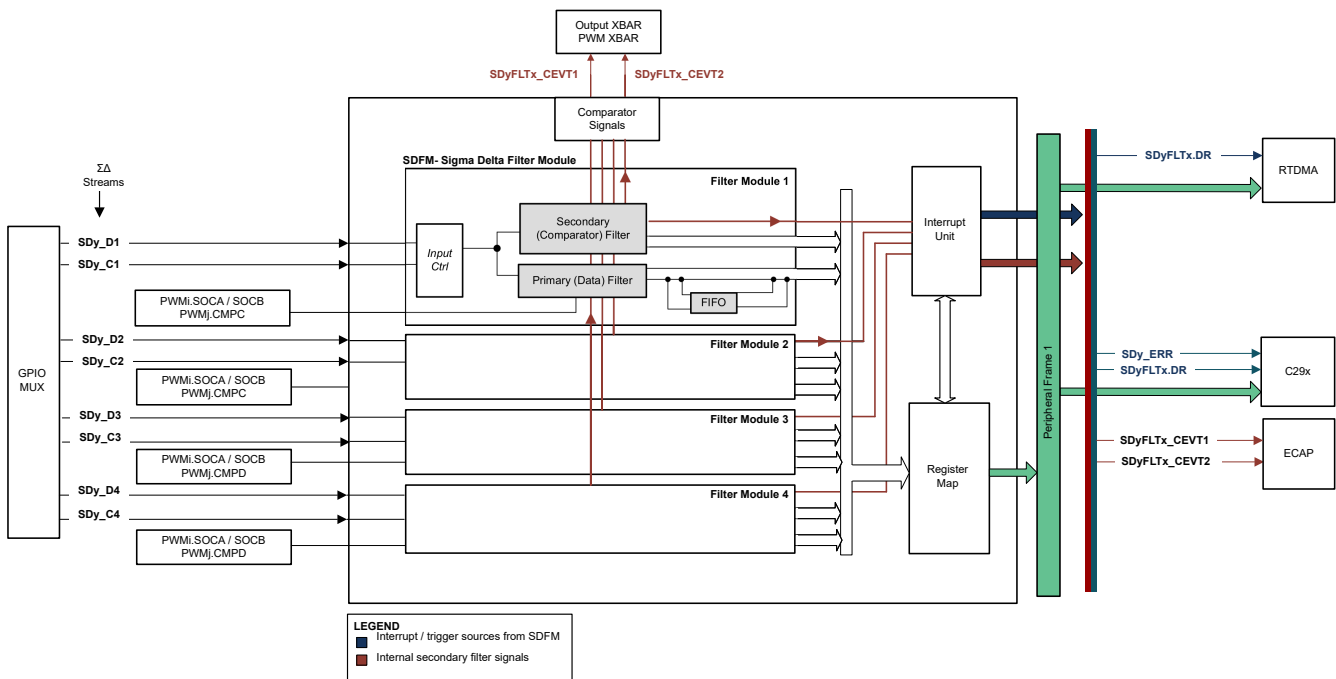 Output XBAR
PWM XBAR
SDyFLTx_CEVT1
SDyFLTx_CEVT2
Comparator
Signals
ΣΔ
Streams
SDFM- Sigma Delta Filter Module
Filter Module 1
SDyFLTx.DR
RTDMA
Secondary
(Comparator) Filter
Interrupt
Unit
GPIO
MUX
SDy_D1
SDy_C1
Input
Ctrl
Primary (Data) Filter
FIFO
PWMi.SOCA / SOCB
PWMj.CMPC
SDy_D2
SDy_C2
Filter Module 2
PWMi.SOCA / SOCB
PWMj.CMPC
Peripheral Frame 1
SDy_ERR
SDyFLTx.DR
C29x
SDy_D3
SDy_C3
Filter Module 3
PWMi.SOCA / SOCB
PWMj.CMPD
Register
Map
SDyFLTx_CEVT1
SDyFLTx_CEVT2
ECAP
SDy_D4
SDy_C4
Filter Module 4
PWMi.SOCA / SOCB
PWMj.CMPD
LEGEND
Interrupt / trigger sources from SDFM
Internal secondary filter signals